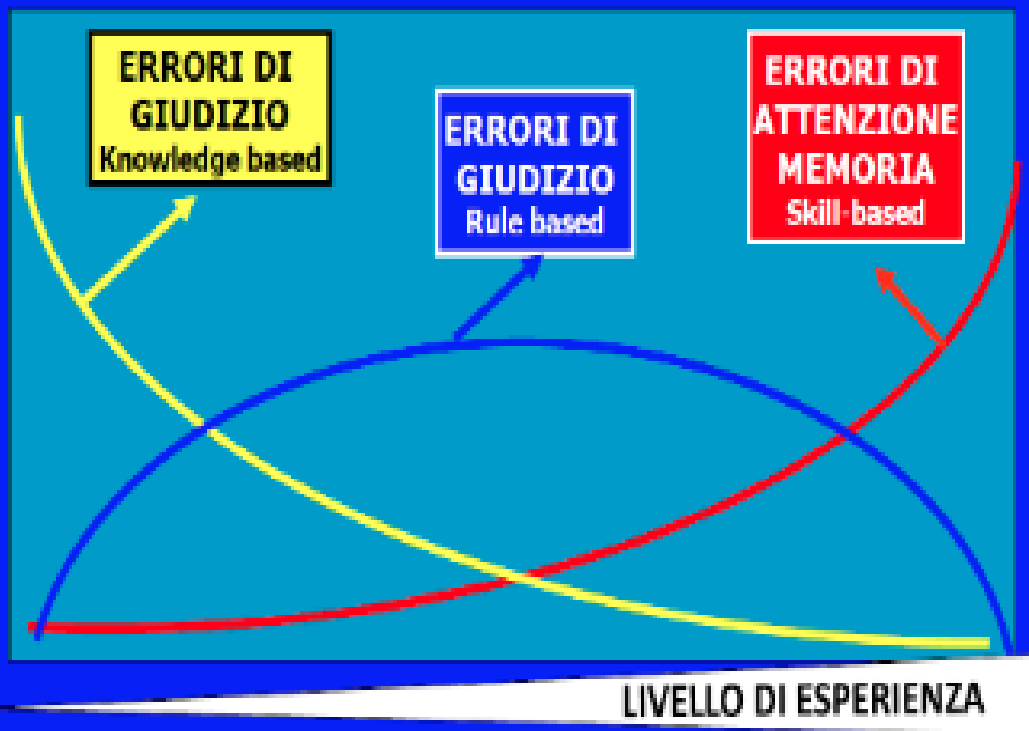 ERRORI DI
GIUDIZIO
Knowledge based
ERRORI DI
GIUDIZIO
Rule based
ERRORI DI
ATTENZIONE
MEMORIA
Skill-based
LIVELLO DI ESPERIENZA